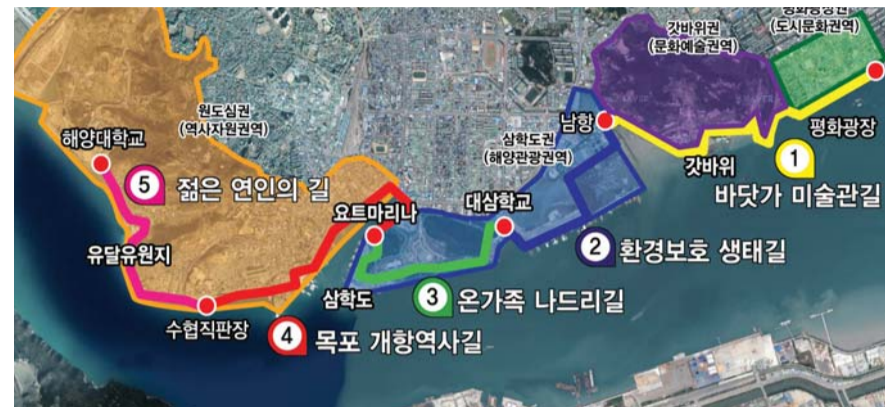 평화광장권
(도시문화권역)
갓바위권
(문화예술권역)
원도심권
(역사자원권역)
삼학도권
(해양관광권역)
해양대학교
남항
평화광장
갓바위
1
바닷가 미술관길
5
젊은 연인의 길
요트마리나
대삼학교
유달유원지
2
환경보호 생태길
삼학도
3
온가족 나드리길
수협직판장
4
목포 개항역사길